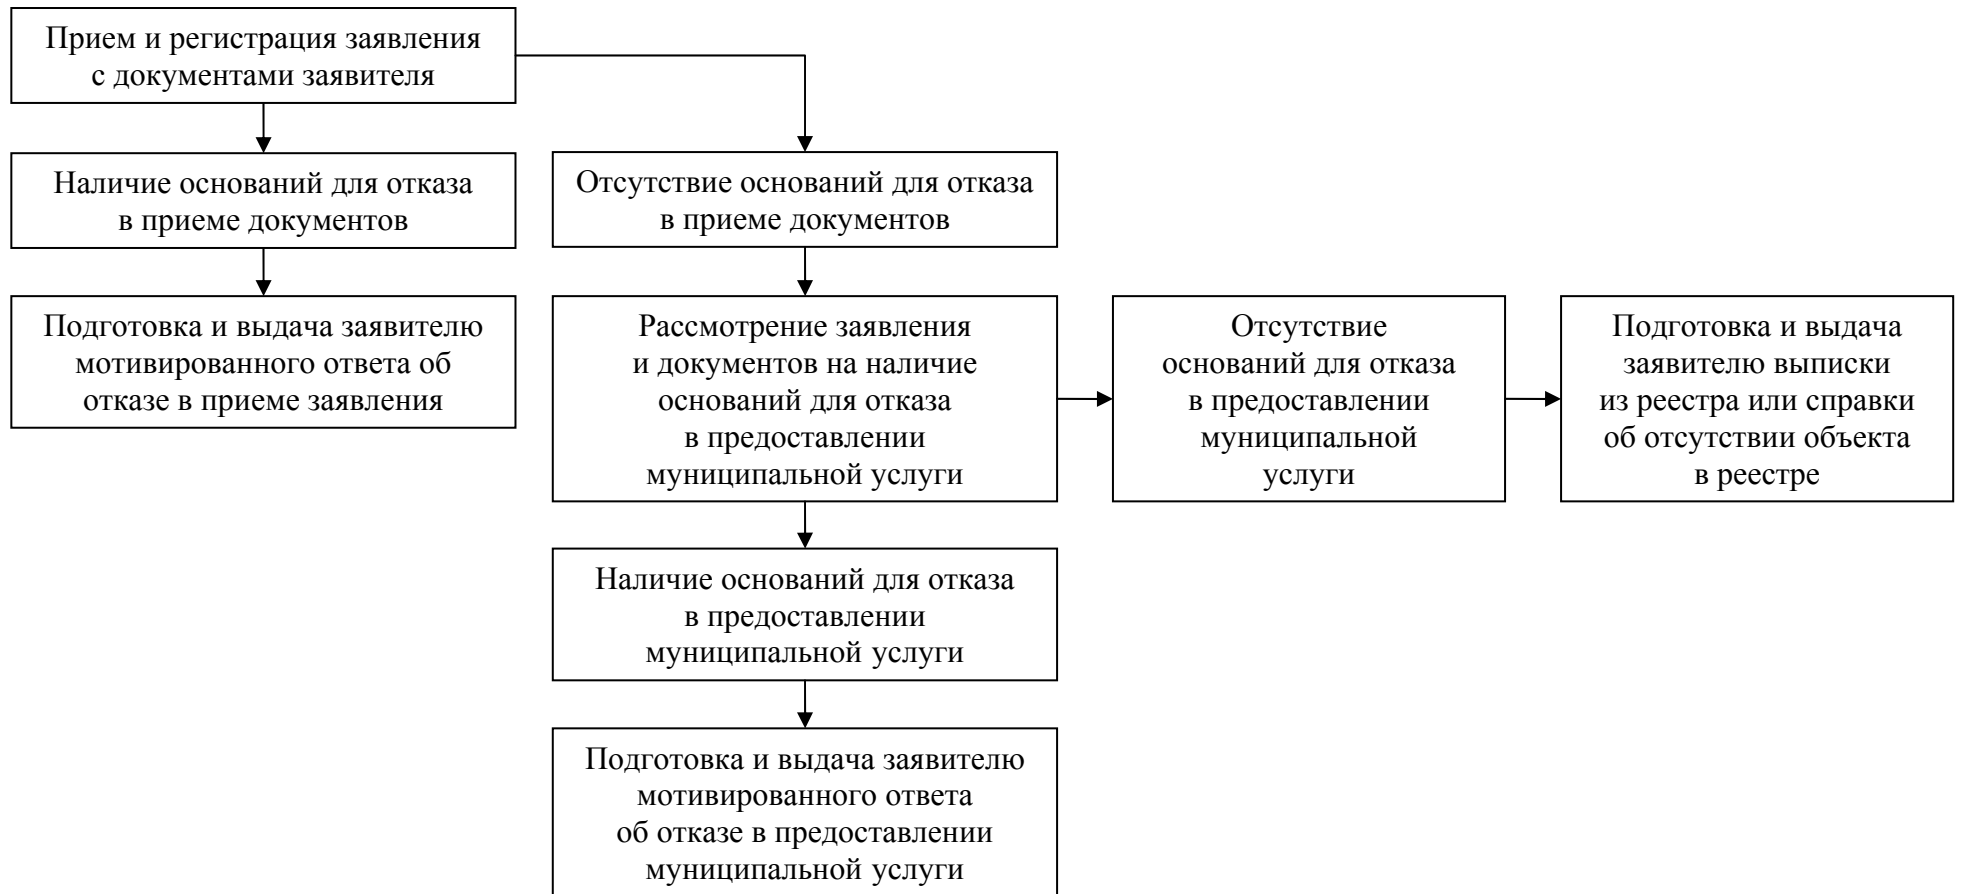 Прием и регистрация заявления
с документами заявителя
Наличие оснований для отказа
в приеме документов
Отсутствие оснований для отказа
в приеме документов
Подготовка и выдача заявителю
мотивированного ответа об
отказе в приеме заявления
Рассмотрение заявления
и документов на наличие
оснований для отказа
в предоставлении
муниципальной услуги
Отсутствие
оснований для отказа
в предоставлении
муниципальной
услуги
Подготовка и выдача
заявителю выписки
из реестра или справки
об отсутствии объекта
в реестре
Наличие оснований для отказа
в предоставлении
муниципальной услуги
Подготовка и выдача заявителю
мотивированного ответа
об отказе в предоставлении
муниципальной услуги